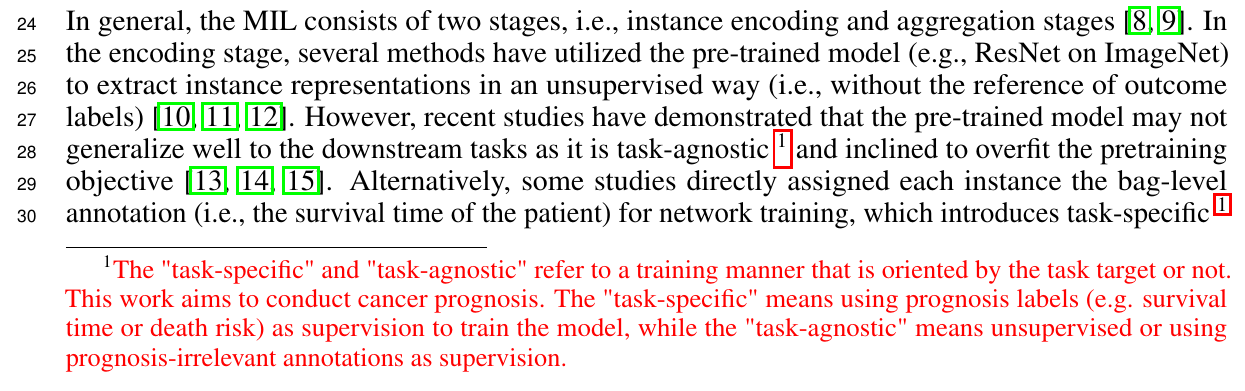 24 In general, the MIL consists of two stages, i.e., instance encoding and aggregation stages [8, 9]. In
25 the encoding stage, several methods have utilized the pre-trained model (e.g., ResNet on ImageNet)
26 to extract instance representations in an unsupervised way (i.e., without the reference of outcome
27 labels) [10, 11, 12]. However, recent studies have demonstrated that the pre-trained model may not
28 generalize well to the downstream tasks as it is task-agnostic 1 and inclined to overfit the pretraining
29 objective [13, 14, 15]. Alternatively, some studies directly assigned each instance the bag-level
30 annotation (i.e., the survival time of the patient) for network training, which introduces task-specific 1
1The "task-specific" and "task-agnostic" refer to a training manner that is oriented by the task target or not.
This work aims to conduct cancer prognosis. The "task-specific" means using prognosis labels (e.g. survival
time or death risk) as supervision to train the model, while the "task-agnostic" means unsupervised or using
prognosis-irrelevant annotations as supervision.